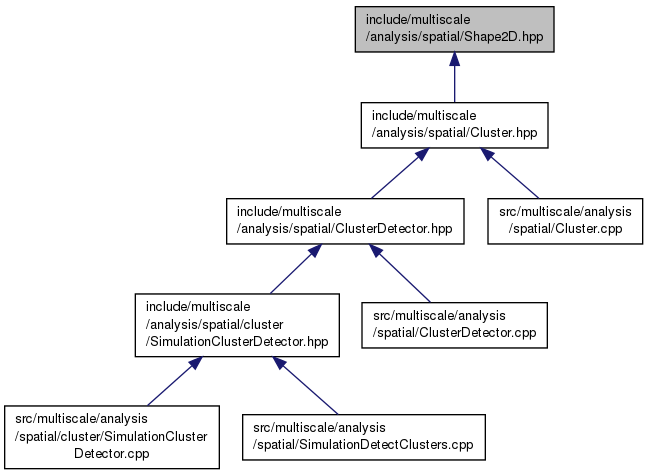 include/multiscale
/analysis/spatial/Shape2D.hpp
include/multiscale
/analysis/spatial/Cluster.hpp
include/multiscale
/analysis/spatial/ClusterDetector.hpp
src/multiscale/analysis
/spatial/Cluster.cpp
include/multiscale
/analysis/spatial/cluster
/SimulationClusterDetector.hpp
src/multiscale/analysis
/spatial/ClusterDetector.cpp
src/multiscale/analysis
/spatial/cluster/SimulationCluster
Detector.cpp
src/multiscale/analysis
/spatial/SimulationDetectClusters.cpp